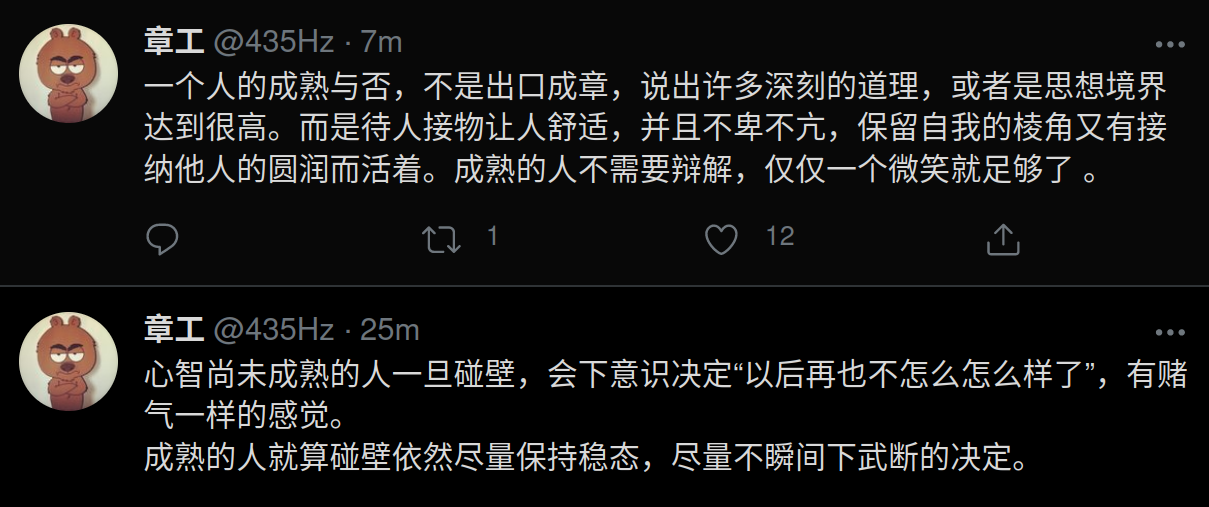 章工 @435Hz · 7m
一个人的成熟与否，不是出口成章，说出许多深刻的道理，或者是思想境界
达到很高。而是待人接物让人舒适，并且不卑不亢，保留自我的棱角又有接
纳他人的圆润而活着。成熟的人不需要辩解，仅仅一个微笑就足够了 。
1 12
章工 @435Hz · 25m
心智尚未成熟的人一旦碰壁，会下意识决定“以后再也不怎么怎么样了”，有赌
气一样的感觉。
成熟的人就算碰壁依然尽量保持稳态，尽量不瞬间下武断的决定。